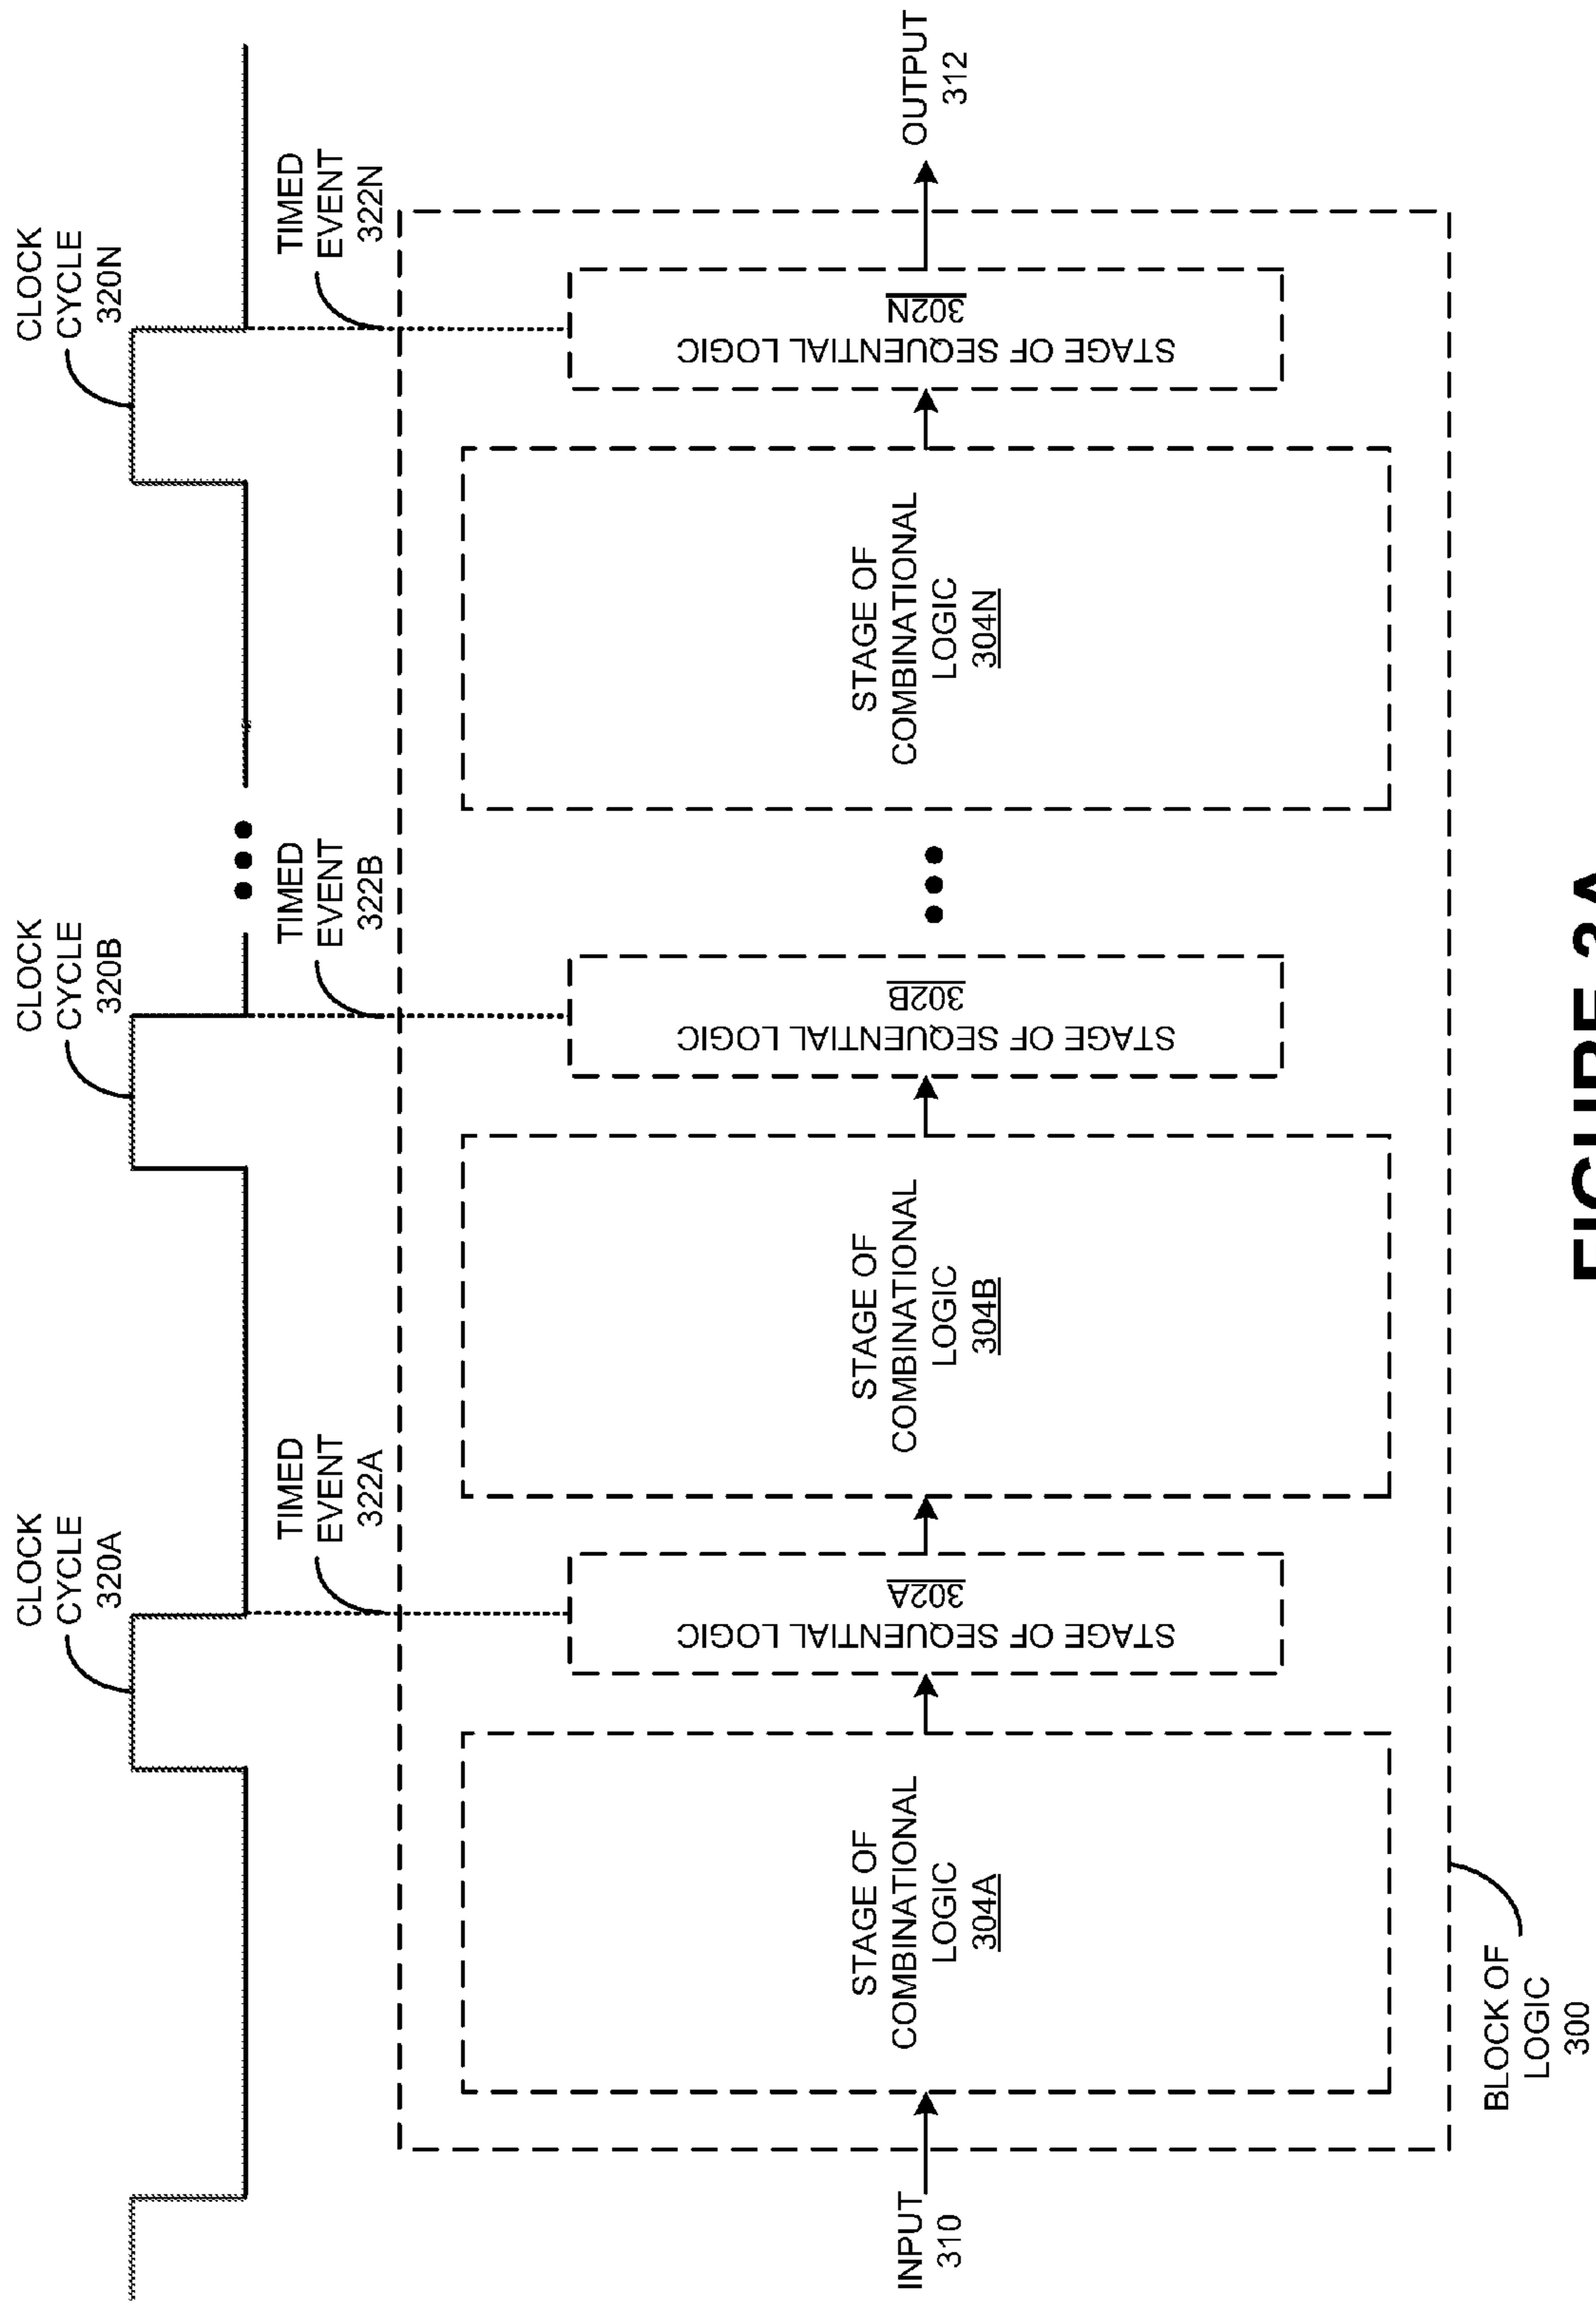 CLOCK
CYCLE
320A
CLOCK
CYCLE
320B
CLOCK
CYCLE
320N
TIMED
EVENT
322A
TIMED
EVENT
322B
TIMED
EVENT
322N
INPUT
310
STAGE OF
COMBINATIONAL
LOGIC
304A
STAGE OF SEQUENTIAL LOGIC
302A
STAGE OF
COMBINATIONAL
LOGIC
304B
STAGE OF SEQUENTIAL LOGIC
302B
STAGE OF
COMBINATIONAL
LOGIC
304N
STAGE OF SEQUENTIAL LOGIC
302N
OUTPUT
312
BLOCK OF
LOGIC
300
FIGURE 3A